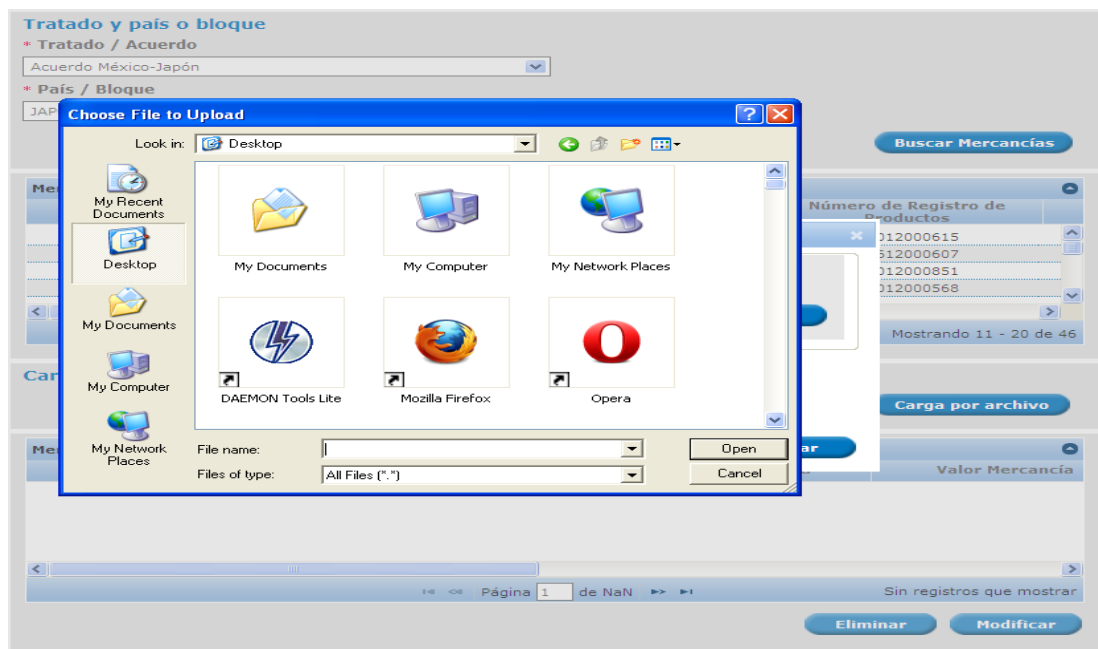 Tratado y país o bloque
* Tratado / Acuerdo
Acuerdo México-Japón
* País / Bloque
JAP
Choose File to Upload
Look in:
Desktop
Buscar Mercancías
My Recent
Documents
Desktop
My Documents
My Computer
My Network
Places
My Documents
My Computer
My Network Places
DAEMON Tools Lite
Mozilla Firefox
Opera
File name:
Open
Files of type:
All Files (*.*)
Cancel
Mer
Número de Registro de
Productos
012000615
512000607
012000851
012000568
Mostrando 11 - 20 de 46
Car
Carga por archivo
ar
Mer
Valor Mercancía
Página 1 de NaN
Sin registros que mostrar
Eliminar
Modificar